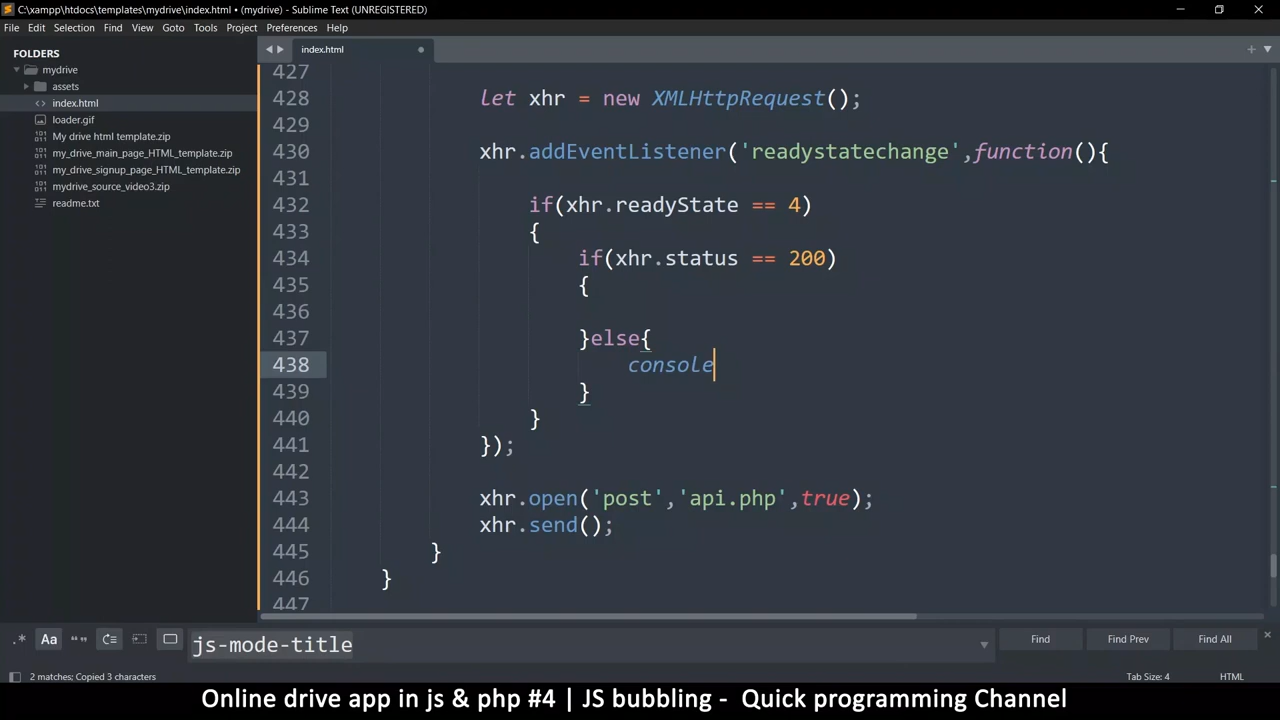 C:\xampp\htdocs\templates\mydrive\index.html • (mydrive) - Sublime Text (UNREGISTERED)
File Edit Selection Find View Goto Tools Project Preferences Help
FOLDERS
mydrive
assets
index.html
loader.gif
My drive html template.zip
my_drive_main_page_HTML_template.zip
my_drive_signup_page_HTML_template.zip
mydrive_source_video3.zip
readme.txt
index.html
427
428 let xhr = new XMLHttpRequest();
429
430 xhr.addEventListener('readystatechange',function(){
431
432 if(xhr.readyState == 4)
433 {
434 if(xhr.status == 200)
435 {
436
437 }else{
438 console
439 }
440 }
441 });
442
443 xhr.open('post','api.php',true);
444 xhr.send();
445 }
446 }
447
.* Aa “” js-mode-title Find Find Prev Find All
2 matches; Copied 3 characters Tab Size: 4 HTML
Online drive app in js & php #4 | JS bubbling - Quick programming Channel